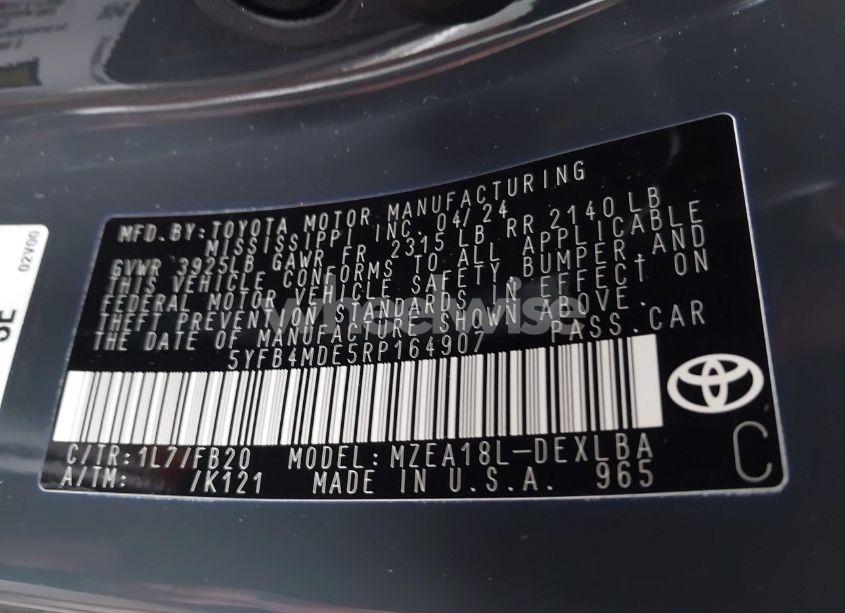 MFD.BY:TOYOTA MOTOR MANUFACTURING
MISSISSIPPI INC. 04/24
GVWR 3925LB GAWR FR 2315 LB RR 2140 LB
THIS VEHICLE CONFORMS TO ALL APPLICABLE
FEDERAL MOTOR VEHICLE SAFETY, BUMPER, AND
THEFT PREVENTION STANDARDS IN EFFECT ON
THE DATE OF MANUFACTURE SHOWN ABOVE.
5YFB4MDE5RP164907 PASS.CAR
C/TR:1L7/FB20 MODEL:MZEA18L-DEXLBA
A/TM: /K121 MADE IN U.S.A. 965
C
02V00